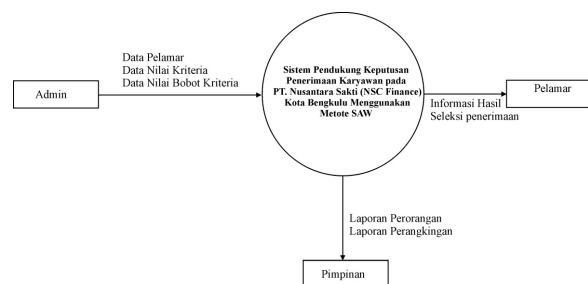 Data Pelamar
Data Nilai Kriteria
Data Nilai Bobot Kriteria
Admin
Sistem Pendukung Keputusan
Penerimaan Karyawan pada
PT. Nusantara Sakti (NSC Finance)
Kota Bengkulu Menggunakan
Metote SAW
Pelamar
Informasi Hasil
Seleksi penerimaan
Laporan Perorangan
Laporan Perangkingan
Pimpinan